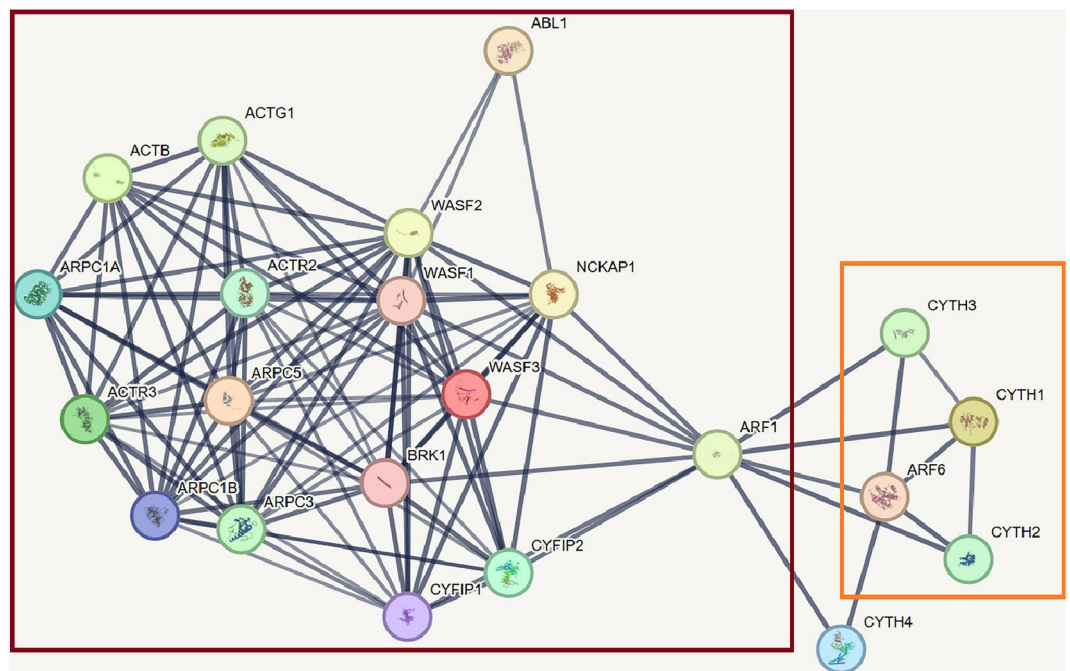 ABL1
ACTG1
ACTB
WASF2
ARPC1A
ACTR2
WASF1
NCKAP1
CYTH3
WASF3
ARPC5
ACTR3
CYTH1
ARF1
BRK1
ARF6
ARPC1B
ARPC3
CYTH2
CYFIP2
CYFIP1
CYTH4